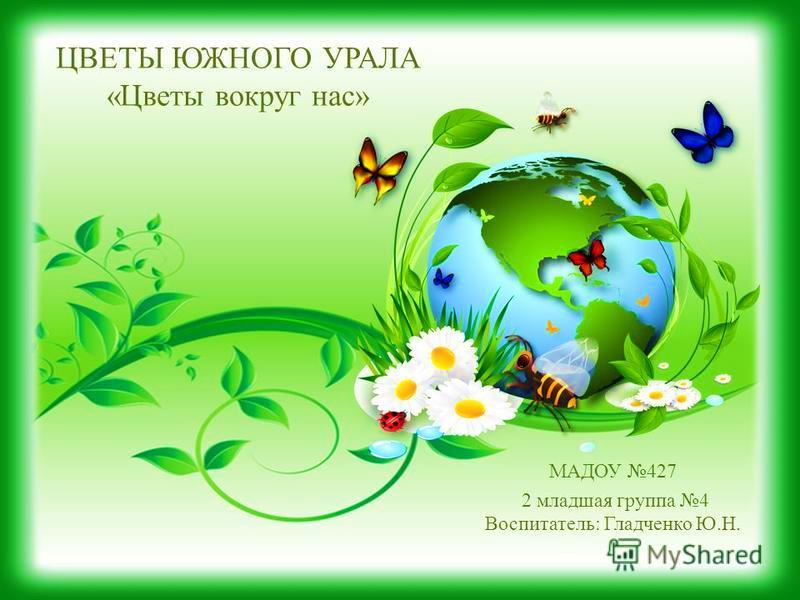 ЦВЕТЫ ЮЖНОГО УРАЛА
«Цветы вокруг нас»
МАДОУ №427
2 младшая группа №4
Воспитатель: Гладченко Ю.Н.
MyShared